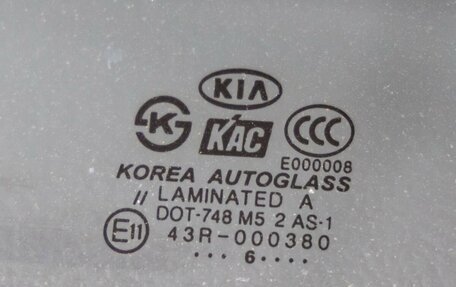 KIA
K S KAC CCC
E000008
KOREA AUTOGLASS
// LAMINATED A
DOT-748 M5 2 AS-1
E11 43R-000380
••• 6 ••••